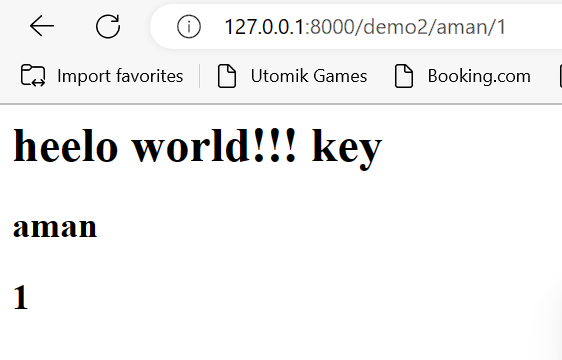 127.0.0.1:8000/demo2/aman/1
Import favorites Utomik Games Booking.com
heelo world!!! key
aman
1